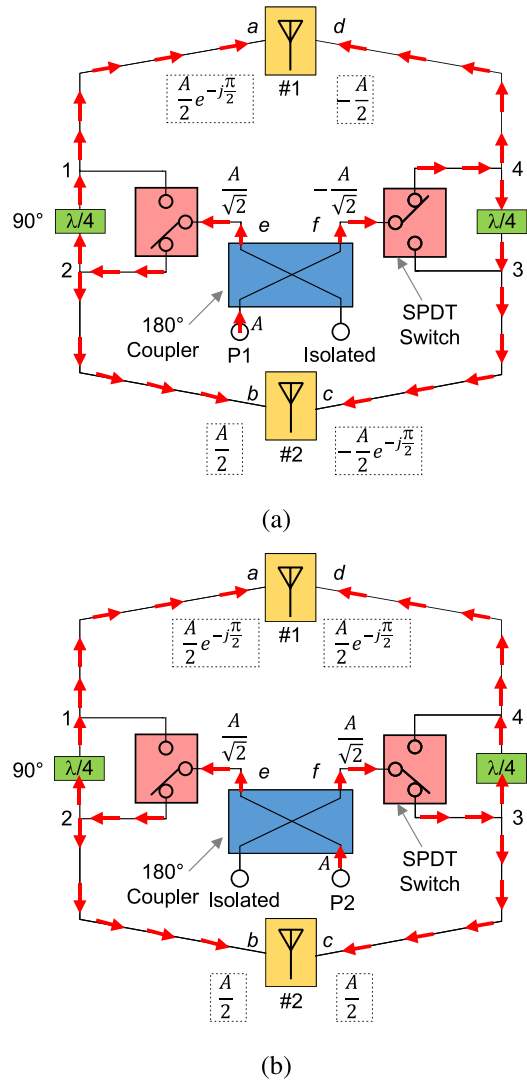 a d
#1
A/2 e^{-jπ/2} -A/2
1 4
A/√2 -A/√2
90° λ/4 e f λ/4
2 3
A
180° Coupler P1 Isolated SPDT Switch
b c
#2
A/2 -A/2 e^{-jπ/2}
(a)
a d
#1
A/2 e^{-jπ/2} A/2 e^{-jπ/2}
1 4
A/√2 A/√2
90° λ/4 e f λ/4
2 3
A
180° Coupler Isolated P2 SPDT Switch
b c
#2
A/2 A/2
(b)